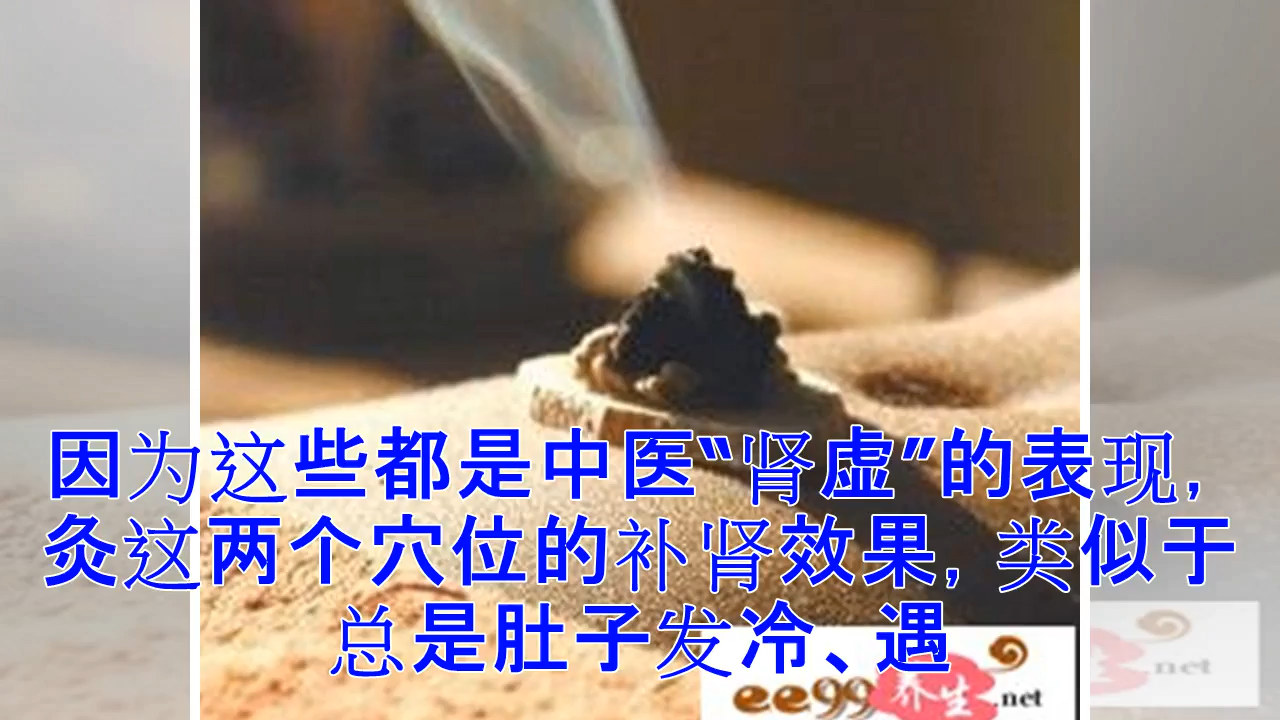 因为这些都是中医“肾虚”的表现,
灸这两个穴位的补肾效果,类似于
总是肚子发冷、遇
ee99养生.net
net